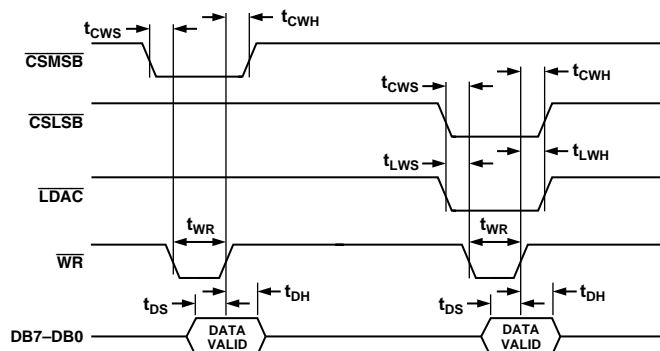 tCWS
tCWH
CSMSB
tCWS
tCWH
CSLSB
tLWS
tLWH
LDAC
tWR
tWR
WR
tDS
tDH
tDS
tDH
DB7–DB0
DATA
VALID
DATA
VALID